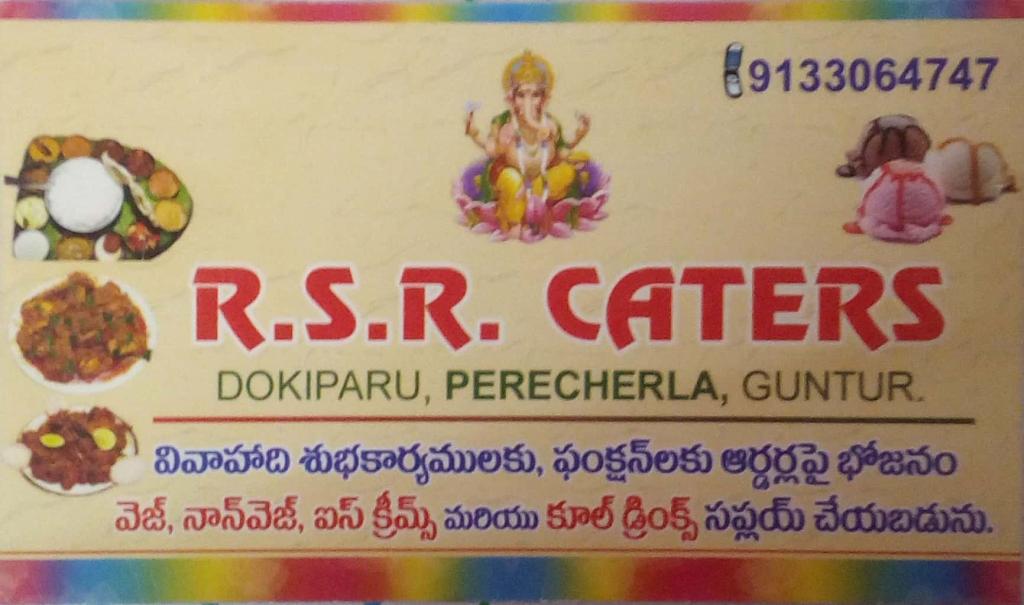 9133064747
R.S.R. CATERS
DOKIPARU, PERECHERLA, GUNTUR.
వివాహాది శుభకార్యములకు, ఫంక్షన్‌లకు ఆర్డర్లపై భోజనం
వెజ్, నాన్‌వెజ్, ఐస్ క్రీమ్స్ మరియు కూల్ డ్రింక్స్ సప్లయ్ చేయబడును.